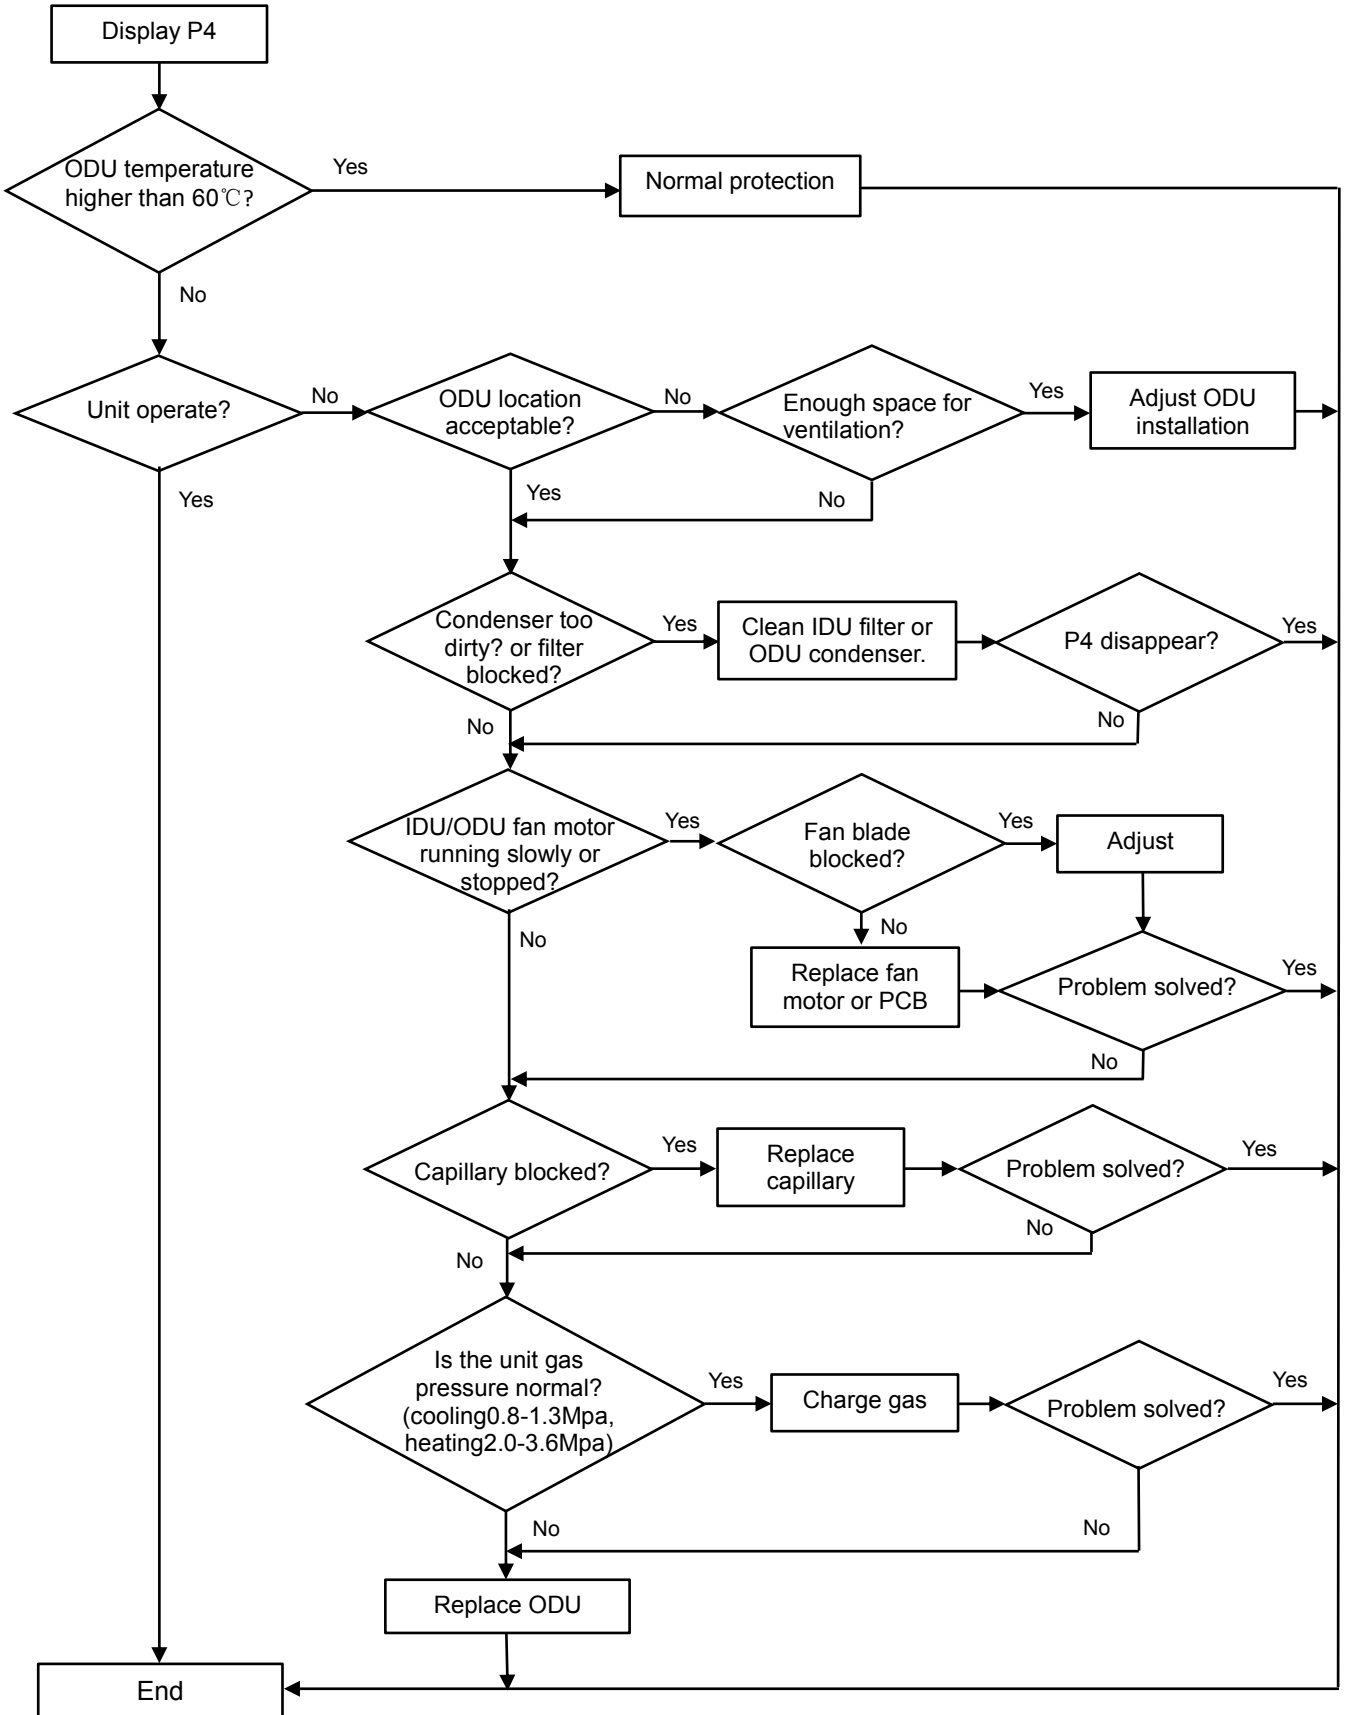 Display P4
ODU temperature
higher than 60℃?
Yes
Normal protection
No
Unit operate?
No
ODU location
acceptable?
No
Enough space for
ventilation?
Yes
Adjust ODU
installation
Yes
Yes
No
Condenser too
dirty? or filter
blocked?
Yes
Clean IDU filter or
ODU condenser.
P4 disappear?
Yes
No
No
IDU/ODU fan motor
running slowly or
stopped?
Yes
Fan blade
blocked?
Yes
Adjust
No
No
Replace fan
motor or PCB
Problem solved?
Yes
No
Capillary blocked?
Yes
Replace
capillary
Problem solved?
Yes
No
No
Is the unit gas
pressure normal?
(cooling0.8-1.3Mpa,
heating2.0-3.6Mpa)
Yes
Charge gas
Problem solved?
Yes
No
No
Replace ODU
End